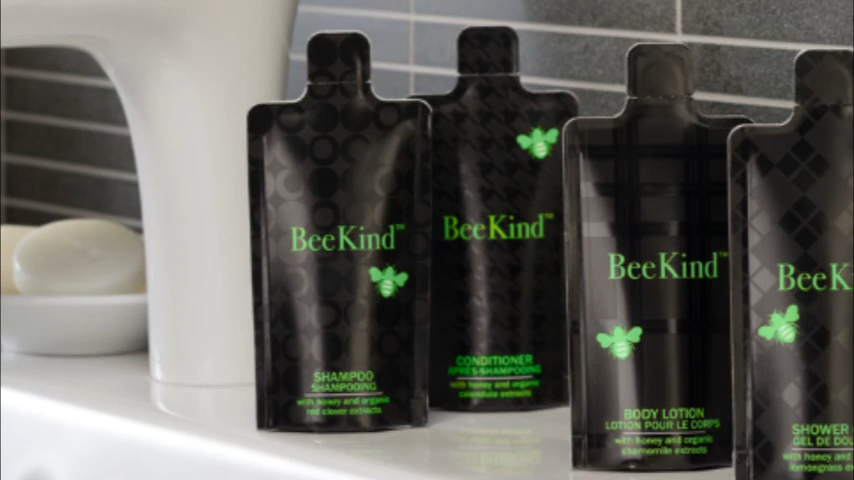 BeeKind™
SHAMPOO
SHAMPOOING
with honey and organic
red clover extracts
BeeKind™
CONDITIONER
APRÈS-SHAMPOOING
with honey and organic
calendula extracts
BeeKind™
BODY LOTION
LOTION POUR LE CORPS
with honey and organic
chamomile extracts
BeeK
SHOWER
GEL DE DOU
with honey and
lemongrass